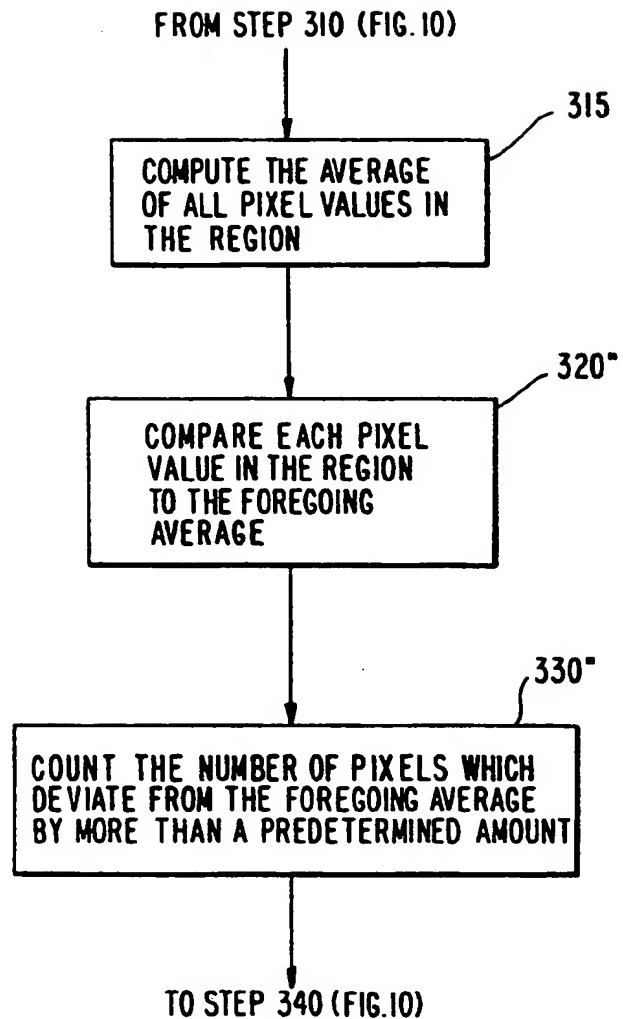 FROM STEP 310 (FIG.10)
315
COMPUTE THE AVERAGE
OF ALL PIXEL VALUES IN
THE REGION
320"
COMPARE EACH PIXEL
VALUE IN THE REGION
TO THE FOREGOING
AVERAGE
330"
COUNT THE NUMBER OF PIXELS WHICH
DEVIATE FROM THE FOREGOING AVERAGE
BY MORE THAN A PREDETERMINED AMOUNT
TO STEP 340 (FIG.10)